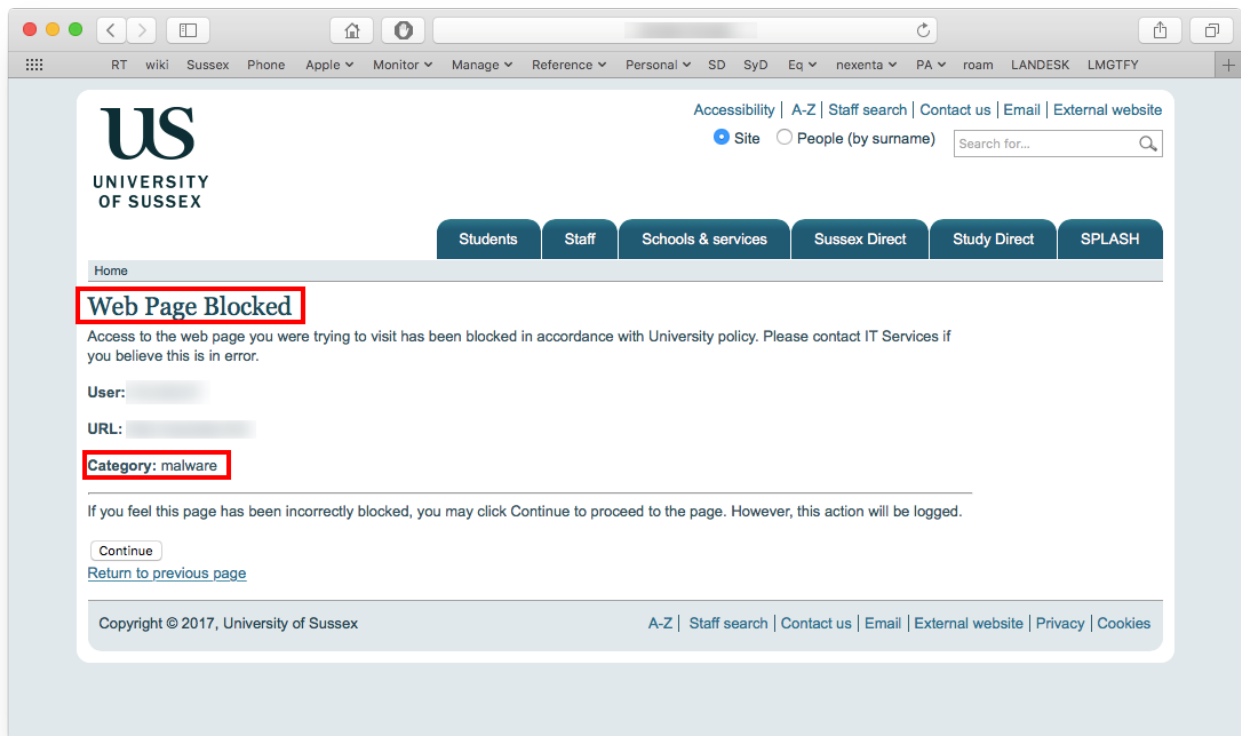 RT wiki Sussex Phone Apple Monitor Manage Reference Personal SD SyD Eq nexenta PA roam LANDESK LMGTFY
us
UNIVERSITY
OF SUSSEX
Accessibility | A-Z | Staff search | Contact us | Email | External website
Site People (by surname) Search for...
Students Staff Schools & services Sussex Direct Study Direct SPLASH
Home
Web Page Blocked
Access to the web page you were trying to visit has been blocked in accordance with University policy. Please contact IT Services if
you believe this is in error.
User:
URL:
Category: malware
If you feel this page has been incorrectly blocked, you may click Continue to proceed to the page. However, this action will be logged.
Continue
Return to previous page
Copyright © 2017, University of Sussex
A-Z | Staff search | Contact us | Email | External website | Privacy | Cookies